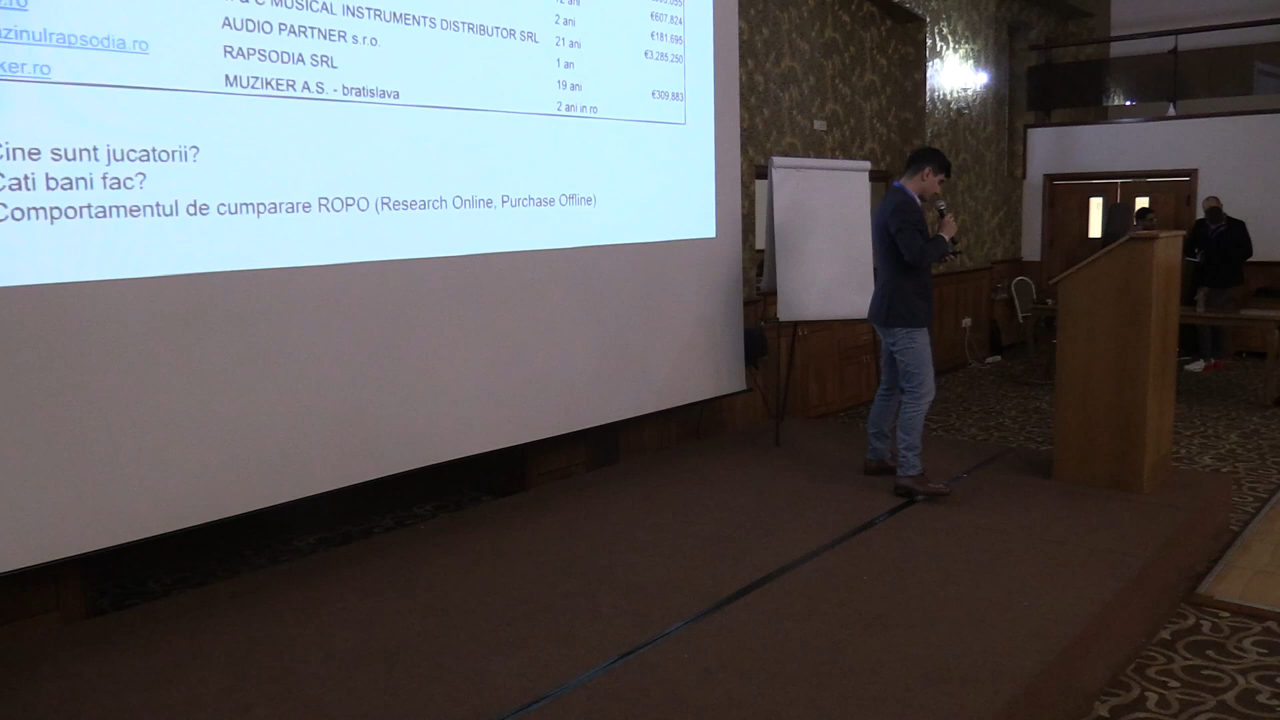 & C MUSICAL INSTRUMENTS DISTRIBUTOR SRL 2 ani €607,824
AUDIO PARTNER s.r.o. 21 ani €181,695
zinulrapsodia.ro RAPSODIA SRL 1 an €3,285,250
ker.ro MUZIKER A.S. - bratislava 19 ani €309,883
2 ani in ro
Cine sunt jucatorii?
Cati bani fac?
Comportamentul de cumparare ROPO (Research Online, Purchase Offline)